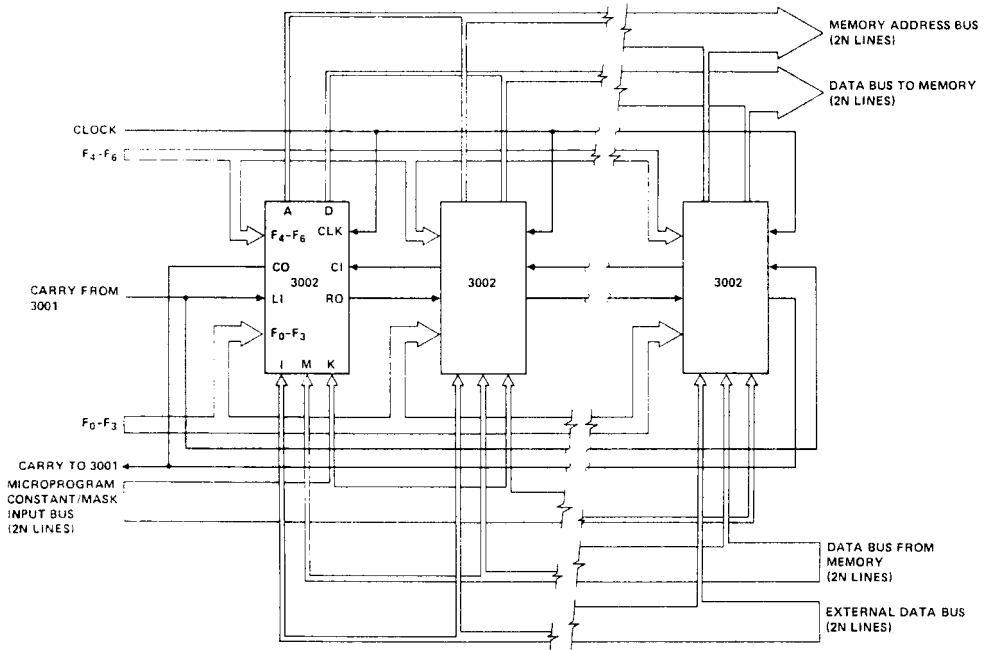 MEMORY ADDRESS BUS
(2N LINES)
DATA BUS TO MEMORY
(2N LINES)
CLOCK
F₄-F₆
A D
F₄-F₆ CLK
CO CI
3002
3002
3002
CARRY FROM
3001
LI RO
F₀-F₃
I M K
F₀-F₃
CARRY TO 3001
MICROPROGRAM
CONSTANT/MASK
INPUT BUS
(2N LINES)
DATA BUS FROM
MEMORY
(2N LINES)
EXTERNAL DATA BUS
(2N LINES)